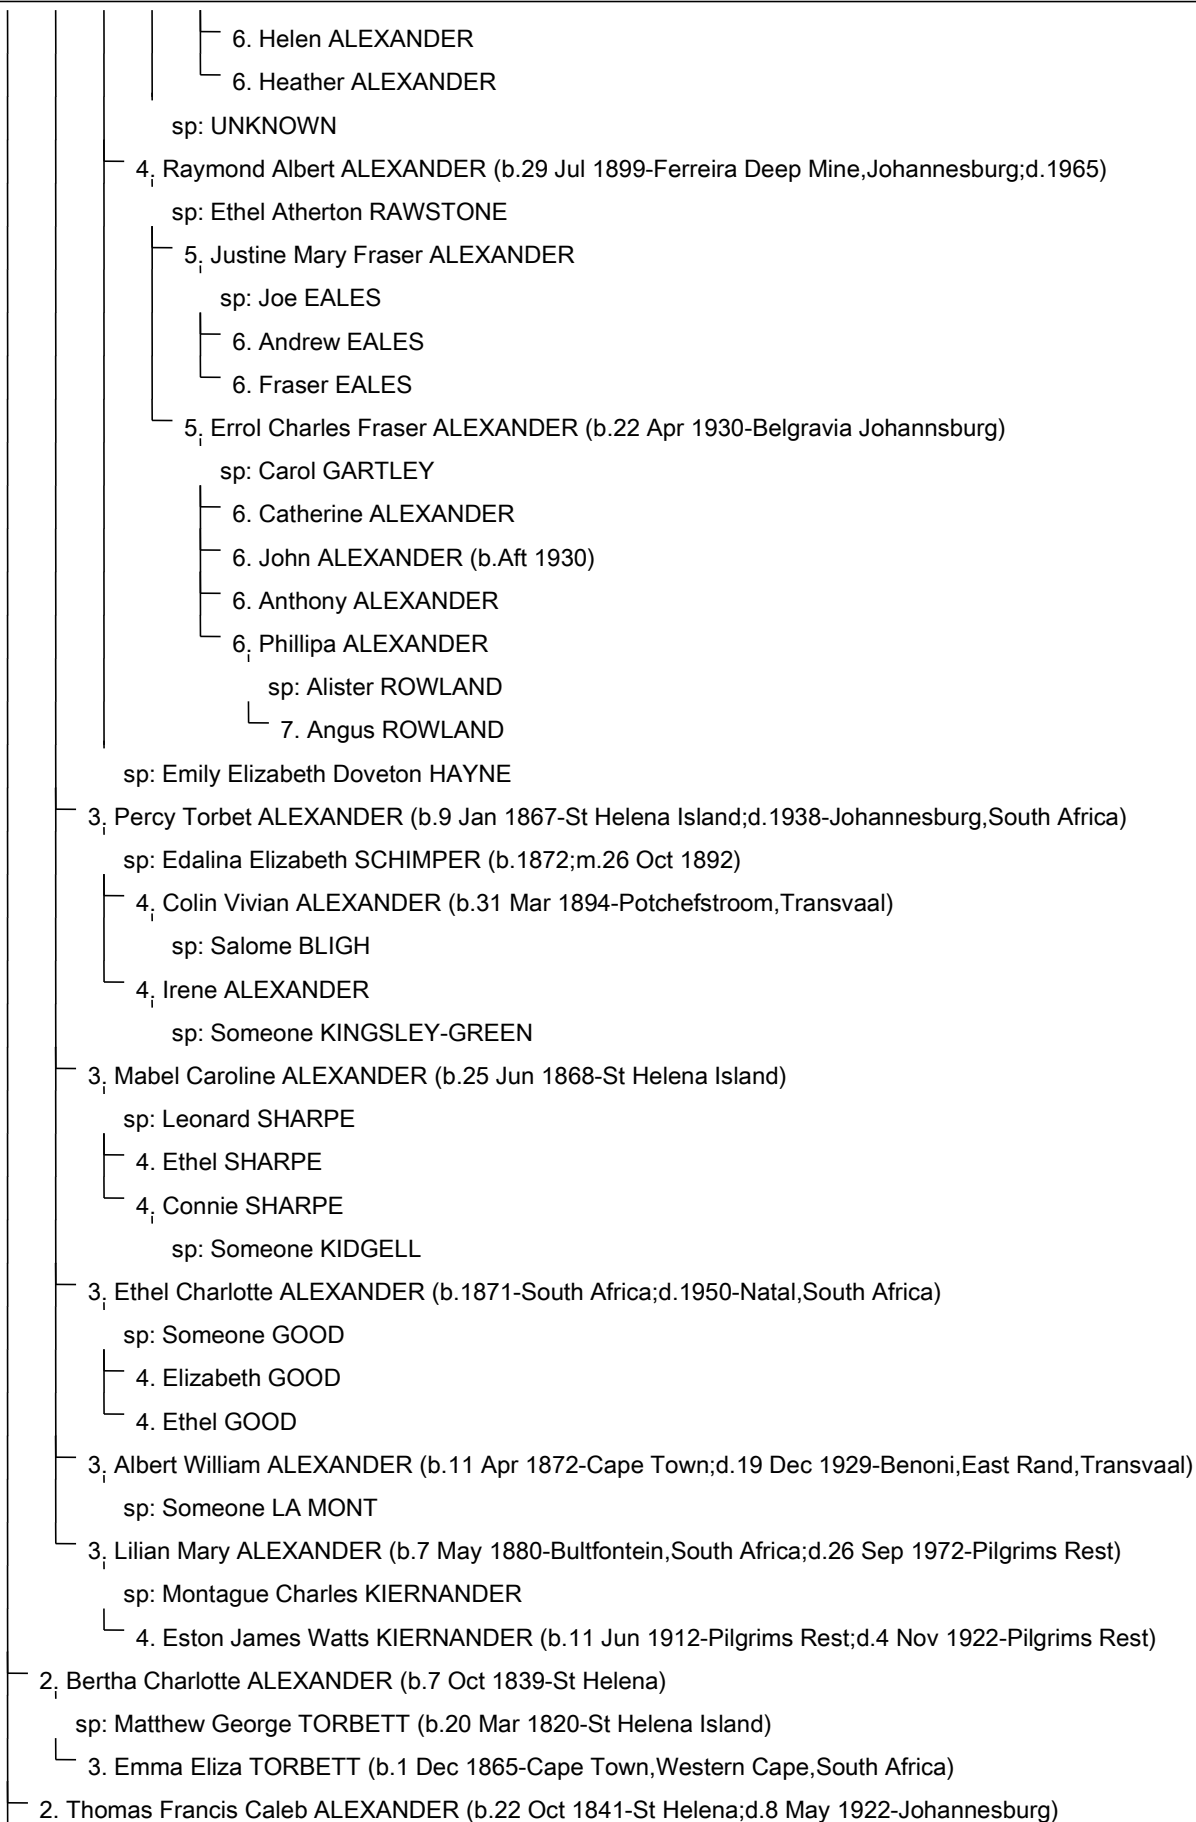 6. Helen ALEXANDER
6. Heather ALEXANDER
sp: UNKNOWN
4. Raymond Albert ALEXANDER (b.29 Jul 1899-Ferreira Deep Mine,Johannesburg;d.1965)
sp: Ethel Atherton RAWSTONE
5. Justine Mary Fraser ALEXANDER
sp: Joe EALES
6. Andrew EALES
6. Fraser EALES
5. Errol Charles Fraser ALEXANDER (b.22 Apr 1930-Belgravia Johannsburg)
sp: Carol GARTLEY
6. Catherine ALEXANDER
6. John ALEXANDER (b.Aft 1930)
6. Anthony ALEXANDER
6. Phillipa ALEXANDER
sp: Alister ROWLAND
7. Angus ROWLAND
sp: Emily Elizabeth Doveton HAYNE
3. Percy Torbet ALEXANDER (b.9 Jan 1867-St Helena Island;d.1938-Johannesburg,South Africa)
sp: Edalina Elizabeth SCHIMPER (b.1872;m.26 Oct 1892)
4. Colin Vivian ALEXANDER (b.31 Mar 1894-Potchefstroom,Transvaal)
sp: Salome BLIGH
4. Irene ALEXANDER
sp: Someone KINGSLEY-GREEN
3. Mabel Caroline ALEXANDER (b.25 Jun 1868-St Helena Island)
sp: Leonard SHARPE
4. Ethel SHARPE
4. Connie SHARPE
sp: Someone KIDGELL
3. Ethel Charlotte ALEXANDER (b.1871-South Africa;d.1950-Natal,South Africa)
sp: Someone GOOD
4. Elizabeth GOOD
4. Ethel GOOD
3. Albert William ALEXANDER (b.11 Apr 1872-Cape Town;d.19 Dec 1929-Benoni,East Rand,Transvaal)
sp: Someone LA MONT
3. Lilian Mary ALEXANDER (b.7 May 1880-Bultfontein,South Africa;d.26 Sep 1972-Pilgrims Rest)
sp: Montague Charles KIERNANDER
4. Eston James Watts KIERNANDER (b.11 Jun 1912-Pilgrims Rest;d.4 Nov 1922-Pilgrims Rest)
2. Bertha Charlotte ALEXANDER (b.7 Oct 1839-St Helena)
sp: Matthew George TORBETT (b.20 Mar 1820-St Helena Island)
3. Emma Eliza TORBETT (b.1 Dec 1865-Cape Town,Western Cape,South Africa)
2. Thomas Francis Caleb ALEXANDER (b.22 Oct 1841-St Helena;d.8 May 1922-Johannesburg)